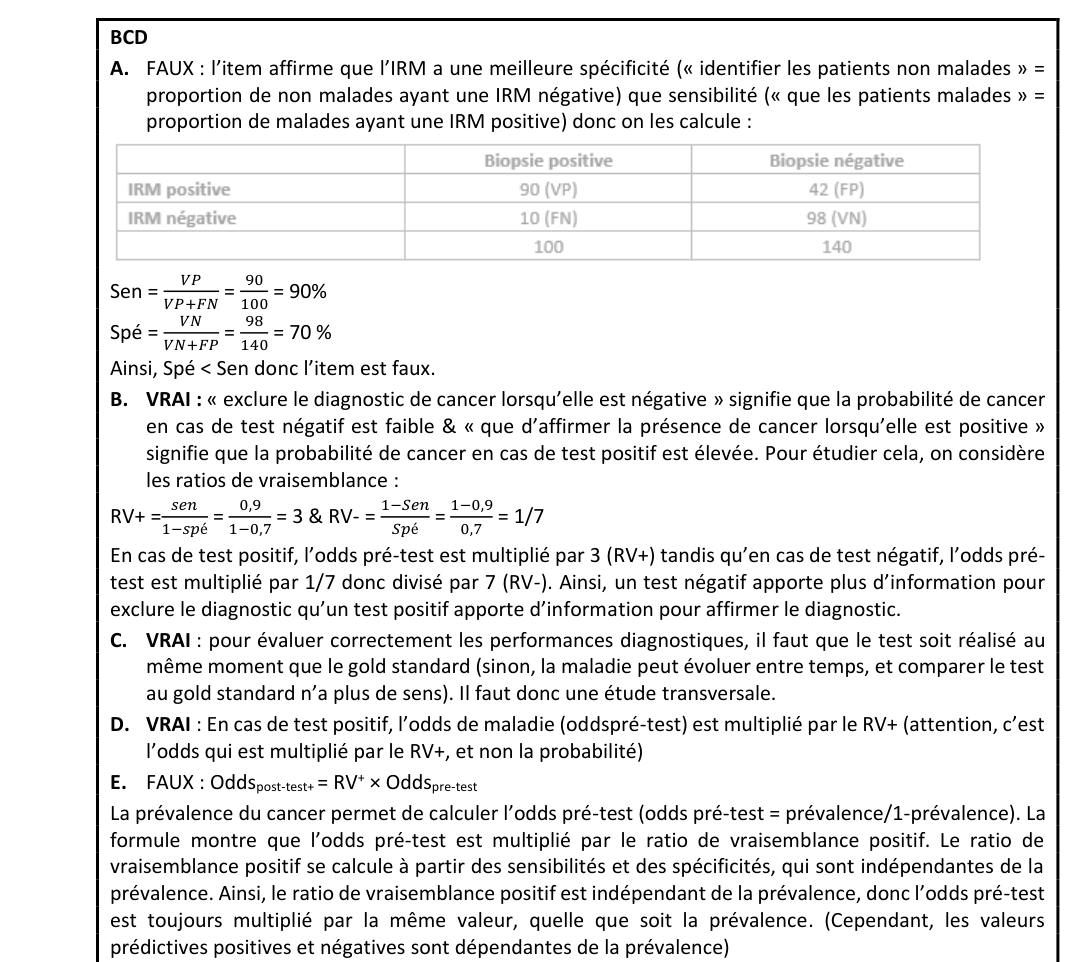 BCD
A. FAUX : l’item affirme que l’IRM a une meilleure spécificité (« identifier les patients non malades » =
proportion de non malades ayant une IRM négative) que sensibilité (« que les patients malades » =
proportion de malades ayant une IRM positive) donc on les calcule :
Biopsie positive Biopsie négative
IRM positive 90 (VP) 42 (FP)
IRM négative 10 (FN) 98 (VN)
100 140
Sen = VP/(VP+FN) = 90/100 = 90%
Spé = VN/(VN+FP) = 98/140 = 70 %
Ainsi, Spé < Sen donc l’item est faux.
B. VRAI : « exclure le diagnostic de cancer lorsqu’elle est négative » signifie que la probabilité de cancer
en cas de test négatif est faible & « que d’affirmer la présence de cancer lorsqu’elle est positive »
signifie que la probabilité de cancer en cas de test positif est élevée. Pour étudier cela, on considère
les ratios de vraisemblance :
RV+ = sen/(1−spé) = 0,9/(1−0,7) = 3 & RV- = (1−Sen)/Spé = (1−0,9)/0,7 = 1/7
En cas de test positif, l’odds pré-test est multiplié par 3 (RV+) tandis qu’en cas de test négatif, l’odds pré-
test est multiplié par 1/7 donc divisé par 7 (RV-). Ainsi, un test négatif apporte plus d’information pour
exclure le diagnostic qu’un test positif apporte d’information pour affirmer le diagnostic.
C. VRAI : pour évaluer correctement les performances diagnostiques, il faut que le test soit réalisé au
même moment que le gold standard (sinon, la maladie peut évoluer entre temps, et comparer le test
au gold standard n’a plus de sens). Il faut donc une étude transversale.
D. VRAI : En cas de test positif, l’odds de maladie (oddspré-test) est multiplié par le RV+ (attention, c’est
l’odds qui est multiplié par le RV+, et non la probabilité)
E. FAUX : Oddspost-test+ = RV⁺ × Oddspre-test
La prévalence du cancer permet de calculer l’odds pré-test (odds pré-test = prévalence/1-prévalence). La
formule montre que l’odds pré-test est multiplié par le ratio de vraisemblance positif. Le ratio de
vraisemblance positif se calcule à partir des sensibilités et des spécificités, qui sont indépendantes de la
prévalence. Ainsi, le ratio de vraisemblance positif est indépendant de la prévalence, donc l’odds pré-test
est toujours multiplié par la même valeur, quelle que soit la prévalence. (Cependant, les valeurs
prédictives positives et négatives sont dépendantes de la prévalence)